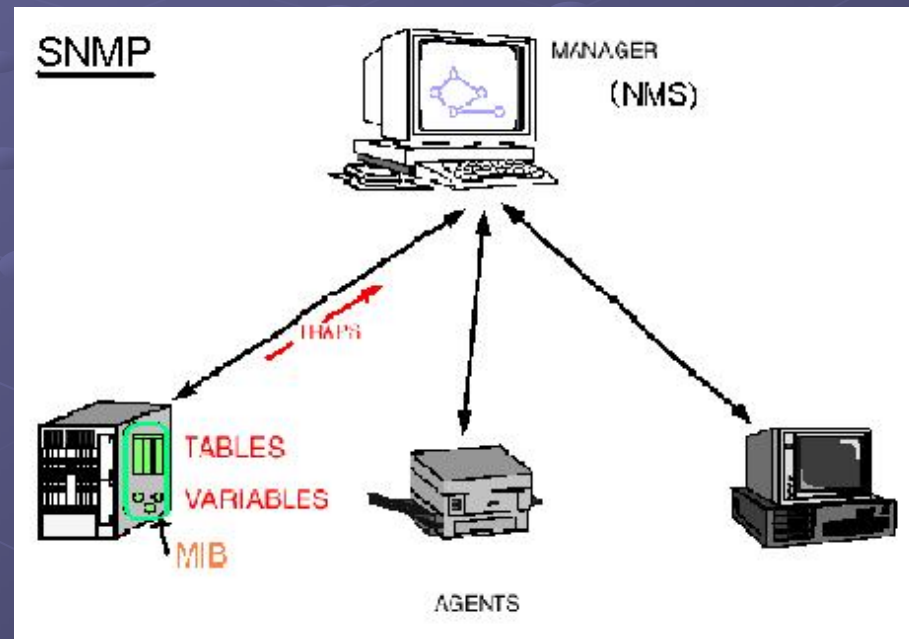 SNMP
MANAGER
(NMS)
TRAPS
TABLES
VARIABLES
MIB
AGENTS